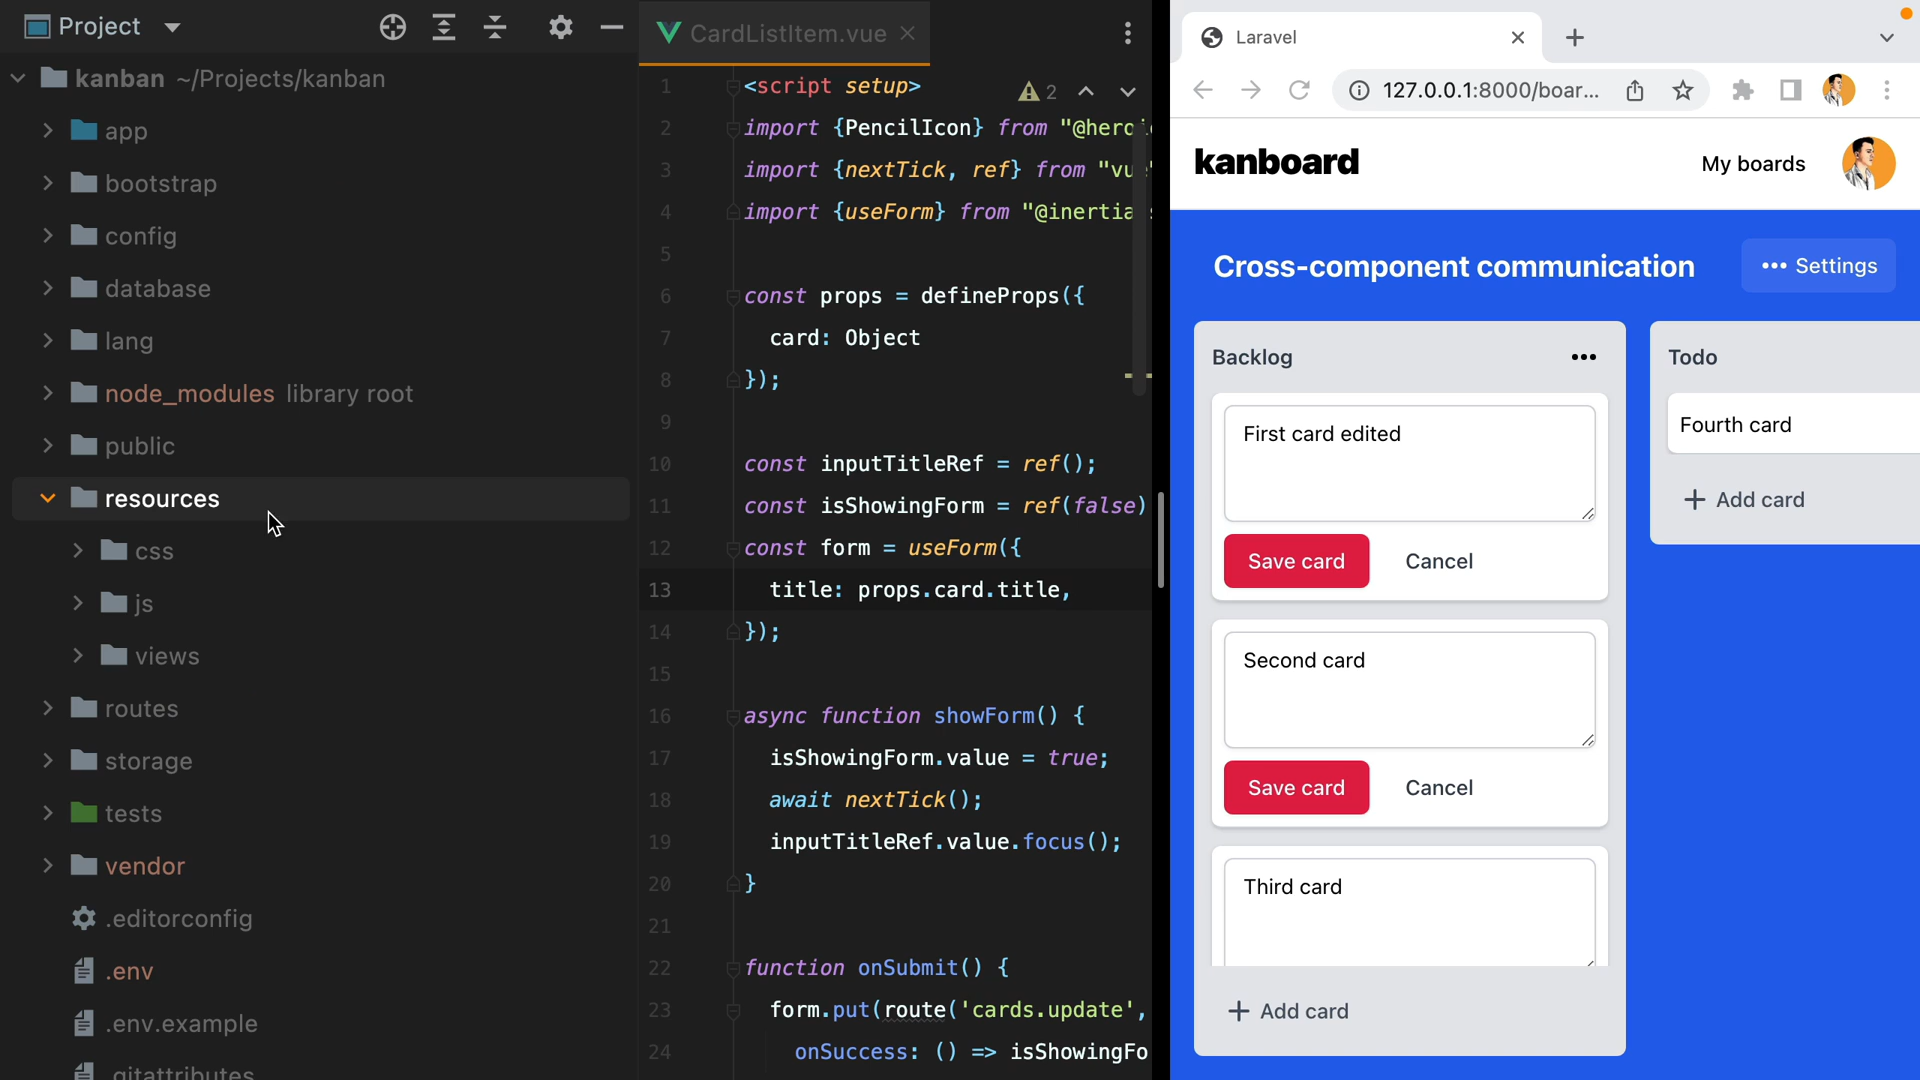 Project
kanban ~/Projects/kanban
app
bootstrap
config
database
lang
node_modules library root
public
resources
css
js
views
routes
storage
tests
vendor
.editorconfig
.env
.env.example
.gitattributes
CardListItem.vue
2
1 <script setup>
2 import {PencilIcon} from "@heroic
3 import {nextTick, ref} from "vue"
4 import {useForm} from "@inertia
5
6 const props = defineProps({
7 card: Object
8 });
9
10 const inputTitleRef = ref();
11 const isShowingForm = ref(false)
12 const form = useForm({
13 title: props.card.title,
14 });
15
16 async function showForm() {
17 isShowingForm.value = true;
18 await nextTick();
19 inputTitleRef.value.focus();
20 }
21
22 function onSubmit() {
23 form.put(route('cards.update',
24 onSuccess: () => isShowingFo
Laravel
127.0.0.1:8000/boar...
kanboard
My boards
Cross-component communication
Settings
Backlog
First card edited
Save card Cancel
Second card
Save card Cancel
Third card
Add card
Todo
Fourth card
Add card